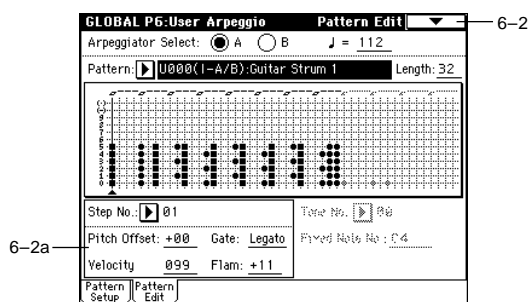 GLOBAL P6:User Arpeggio Pattern Edit
6–2
Arpeggiator Select: A B ♩ = 112
Pattern: U000(I-A/B):Guitar Strum 1 Length: 32
Step No.: 01 Tone No. 00
6–2a
Pitch Offset: +00 Gate: Legato Fixed Note No.: C4
Velocity 099 Flam: +11
Pattern Setup Pattern Edit